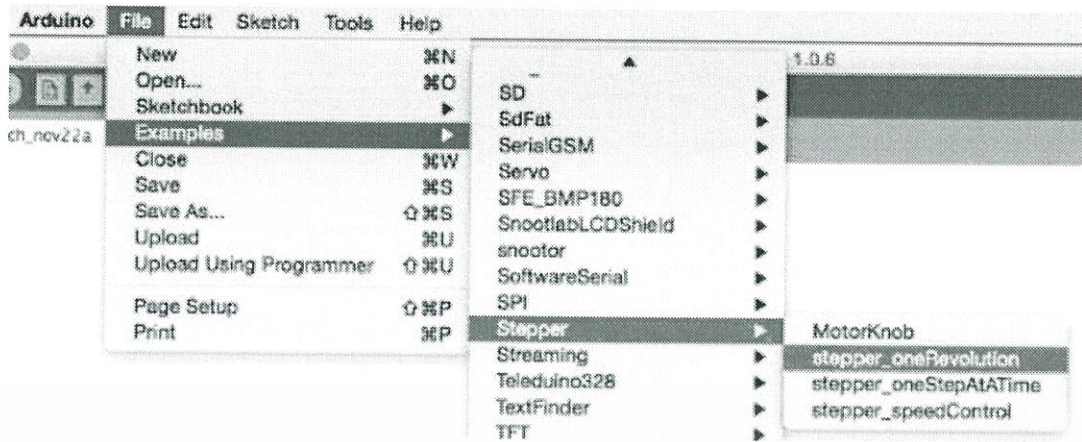 Arduino File Edit Sketch Tools Help
1.0.6
ch_nov22a
New ⌘N
Open... ⌘O
Sketchbook ▶
Examples ▶
Close ⌘W
Save ⌘S
Save As... ⇧⌘S
Upload ⌘U
Upload Using Programmer ⇧⌘U
Page Setup ⇧⌘P
Print ⌘P
SD ▶
SdFat ▶
SerialGSM ▶
Servo ▶
SFE_BMP180 ▶
SnootlabLCDShield ▶
snootor ▶
SoftwareSerial ▶
SPI ▶
Stepper ▶
Streaming ▶
Teleduino328 ▶
TextFinder ▶
TFT ▶
MotorKnob
stepper_oneRevolution
stepper_oneStepAtATime
stepper_speedControl